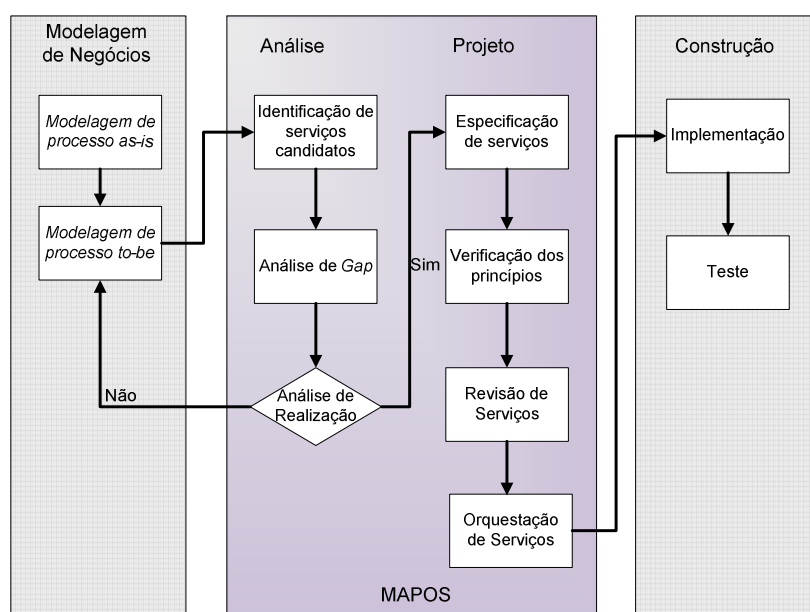 Modelagem
de Negócios
Modelagem de
processo as-is
Modelagem de
processo to-be
Não
Análise
Identificação de
serviços
candidatos
Análise de Gap
Análise de
Realização
Sim
Projeto
Especificação
de serviços
Verificação dos
princípios
Revisão de
Serviços
Orquestação
de Serviços
MAPOS
Construção
Implementação
Teste